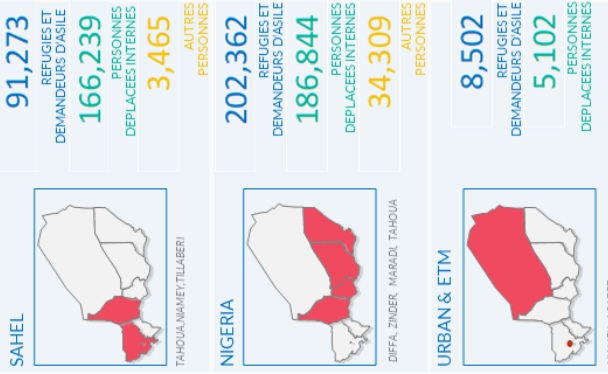 SAHEL
TAHOUA,NIAMEY,TILLABERI
91,273
REFUGIES ET
DEMANDEURS D'ASILE
166,239
PERSONNES
DEPLACEES INTERNES
3,465
AUTRES
PERSONNES
NIGERIA
DIFFA, ZINDER, MARADI, TAHOUA
202,362
REFUGIES ET
DEMANDEURS D'ASILE
186,844
PERSONNES
DEPLACEES INTERNES
34,309
AUTRES
PERSONNES
URBAN & ETM
8,502
REFUGIES ET
DEMANDEURS D'ASILE
5,102
PERSONNES
DEPLACEES INTERNES